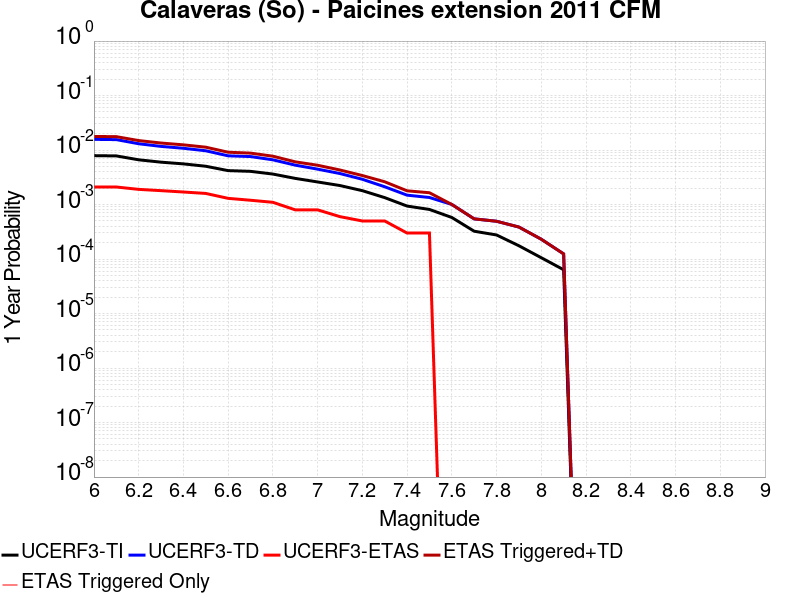 Calaveras (So) - Paicines extension 2011 CFM
10^0
10^-1
10^-2
10^-3
10^-4
10^-5
10^-6
10^-7
10^-8
1 Year Probability
6 6.2 6.4 6.6 6.8 7 7.2 7.4 7.6 7.8 8 8.2 8.4 8.6 8.8 9
Magnitude
UCERF3-TI UCERF3-TD UCERF3-ETAS ETAS Triggered+TD
ETAS Triggered Only